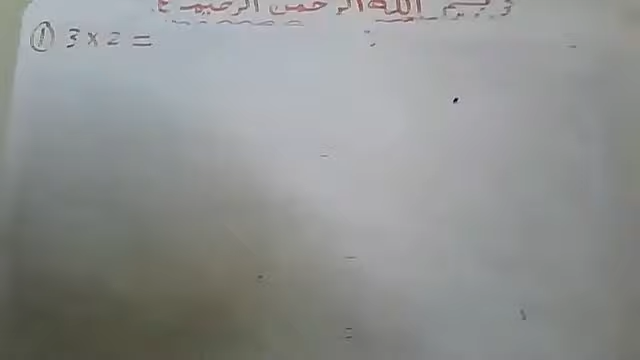 بسم الله الرحمن الرحيم
① 3 × 2 =